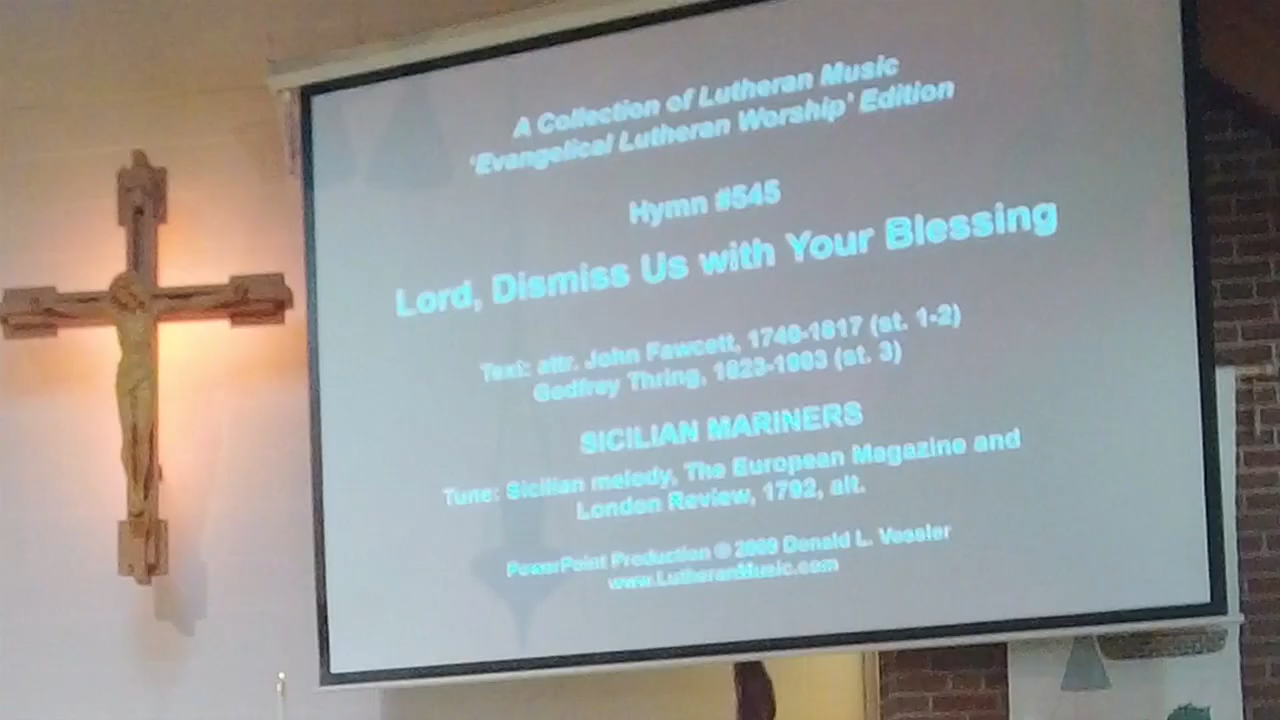 A Collection of Lutheran Music
'Evangelical Lutheran Worship' Edition
Hymn #545
Lord, Dismiss Us with Your Blessing
Text: attr. John Fawcett, 1740-1817 (st. 1-2)
Godfrey Thring, 1823-1903 (st. 3)
SICILIAN MARINERS
Tune: Sicilian melody, The European Magazine and
London Review, 1792, alt.
PowerPoint Production © 2009 Donald L. Vossler
www.LutheranMusic.com